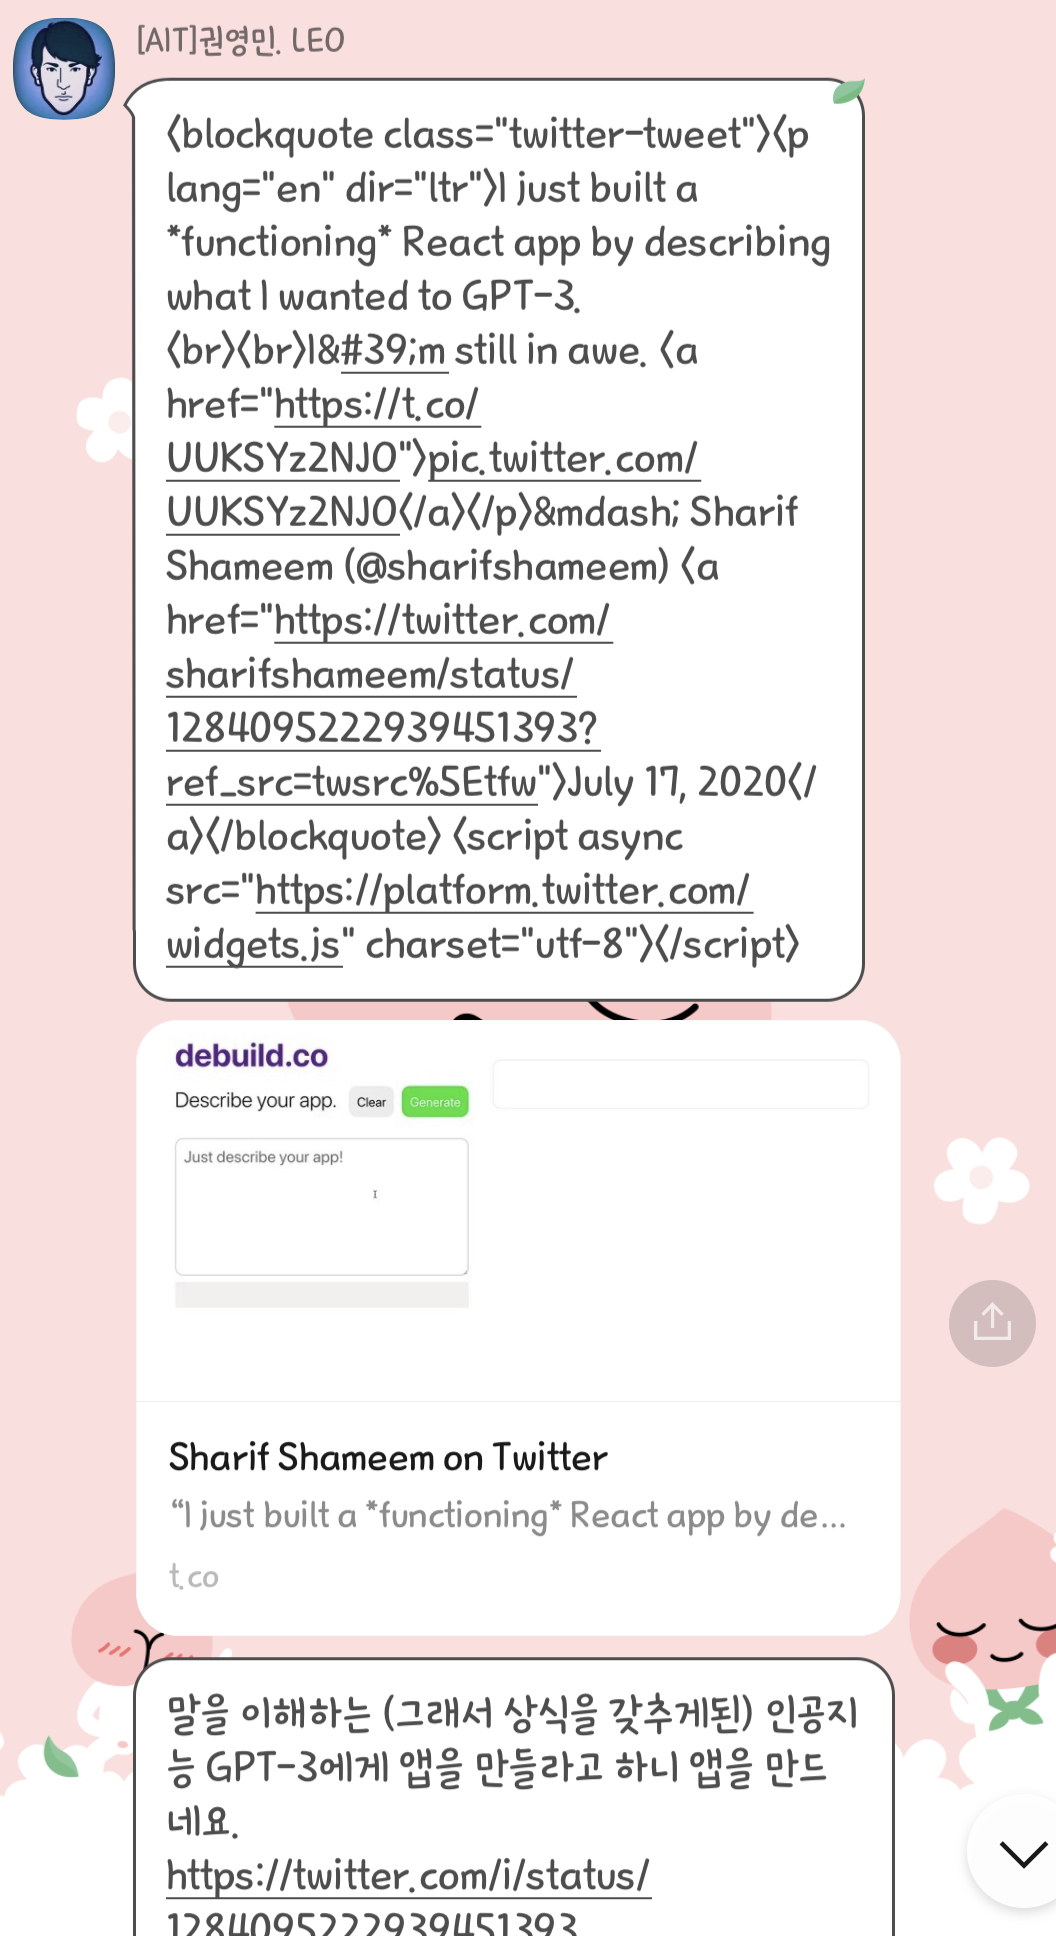 [AIT]권영민. LEO
<blockquote class="twitter-tweet"><p
lang="en" dir="ltr">I just built a
*functioning* React app by describing
what I wanted to GPT-3.
<br><br>I&#39;m still in awe. <a
href="https://t.co/
UUKSYz2NJO">pic.twitter.com/
UUKSYz2NJO</a></p>&mdash; Sharif
Shameem (@sharifshameem) <a
href="https://twitter.com/
sharifshameem/status/
1284095222939451393?
ref_src=twsrc%5Etfw">July 17, 2020</
a></blockquote> <script async
src="https://platform.twitter.com/
widgets.js" charset="utf-8"></script>
debuild.co
Describe your app. Clear Generate
Just describe your app!
Sharif Shameem on Twitter
“I just built a *functioning* React app by de...
t.co
말을 이해하는 (그래서 상식을 갖추게된) 인공지
능 GPT-3에게 앱을 만들라고 하니 앱을 만드
네요.
https://twitter.com/i/status/
1284095222939451393